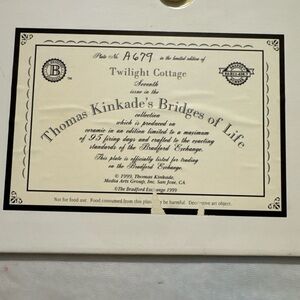 Plate No. A679 in the limited edition of
Twilight Cottage
Seventh
issue in the
Thomas Kinkade's Bridges of Life
collection
which is produced on
ceramic in an edition limited to a maximum
of 95 firing days and crafted to the exacting
standards of the Bradford Exchange.
This plate is officially listed for trading
on the Bradford Exchange.
© 1999, Thomas Kinkade,
Media Arts Group, Inc. San Jose, CA
©The Bradford Exchange 1999
Not for food use. Food consumed from this plate may be harmful. Decorative art object.
B